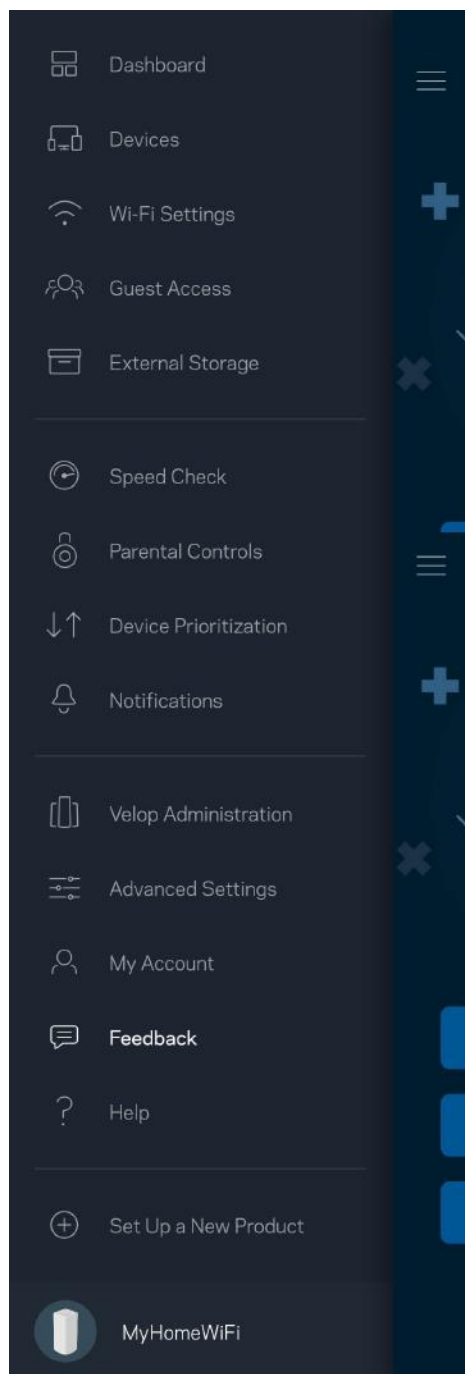 Dashboard
Devices
Wi-Fi Settings
Guest Access
External Storage
Speed Check
Parental Controls
Device Prioritization
Notifications
Velop Administration
Advanced Settings
My Account
Feedback
Help
Set Up a New Product
MyHomeWiFi